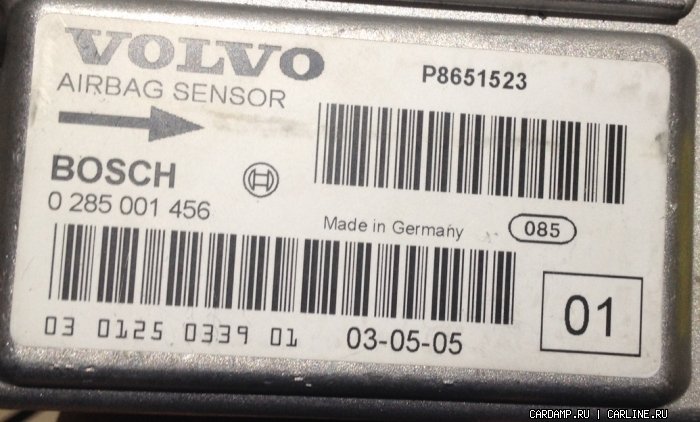 VOLVO
P8651523
AIRBAG SENSOR
BOSCH
0 285 001 456
Made in Germany
085
01
03 0125 0339 01
03-05-05
CARDAMP.RU | CARLINE.RU